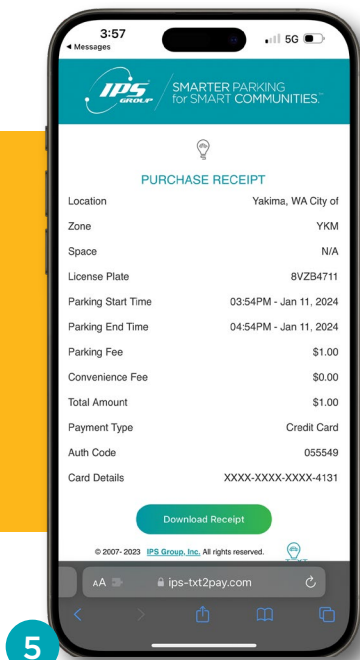 3:57
5G
Messages
IPS GROUP
SMARTER PARKING
for SMART COMMUNITIES.™
PURCHASE RECEIPT
Location Yakima, WA City of
Zone YKM
Space N/A
License Plate 8VZB4711
Parking Start Time 03:54PM - Jan 11, 2024
Parking End Time 04:54PM - Jan 11, 2024
Parking Fee $1.00
Convenience Fee $0.00
Total Amount $1.00
Payment Type Credit Card
Auth Code 055549
Card Details XXXX-XXXX-XXXX-4131
Download Receipt
© 2007- 2023 IPS Group, Inc. All rights reserved.
AA
ips-txt2pay.com
5